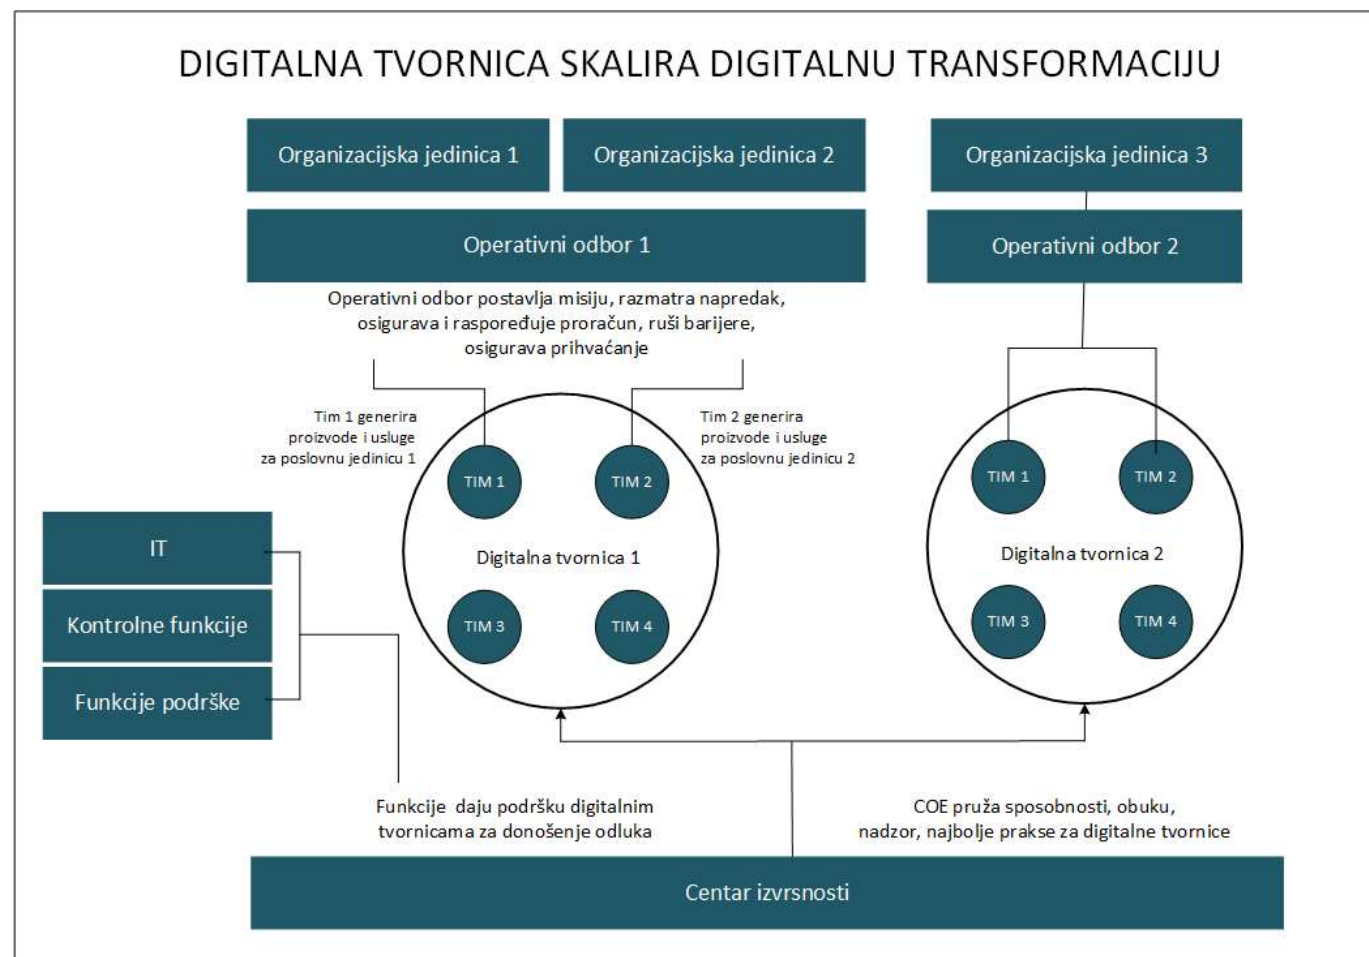 DIGITALNA TVORNICA SKALIRA DIGITALNU TRANSFORMACIJU
Organizacijska jedinica 1
Organizacijska jedinica 2
Organizacijska jedinica 3
Operativni odbor 1
Operativni odbor 2
Operativni odbor postavlja misiju, razmatra napredak,
osigurava i raspoređuje proračun, ruši barijere,
osigurava prihvaćanje
Tim 1 generira
proizvode i usluge
za poslovnu jedinicu 1
Tim 2 generira
proizvode i usluge
za poslovnu jedinicu 2
TIM 1
TIM 2
Digitalna tvornica 1
TIM 3
TIM 4
TIM 1
TIM 2
Digitalna tvornica 2
TIM 3
TIM 4
IT
Kontrolne funkcije
Funkcije podrške
Funkcije  daju podršku digitalnim
tvornicama za donošenje odluka
COE pruža sposobnosti, obuku,
nadzor, najbolje prakse za digitalne tvornice
Centar izvrsnosti